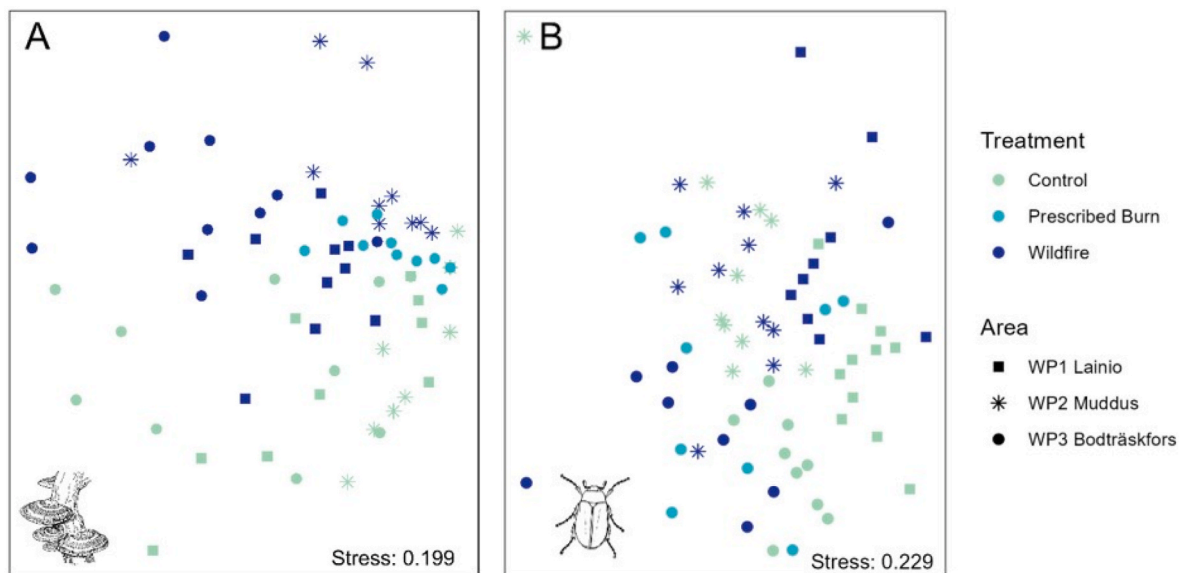 A
B
Stress: 0.199
Stress: 0.229
Treatment
Control
Prescribed Burn
Wildfire
Area
WP1 Lainio
WP2 Muddus
WP3 Bodträskfors